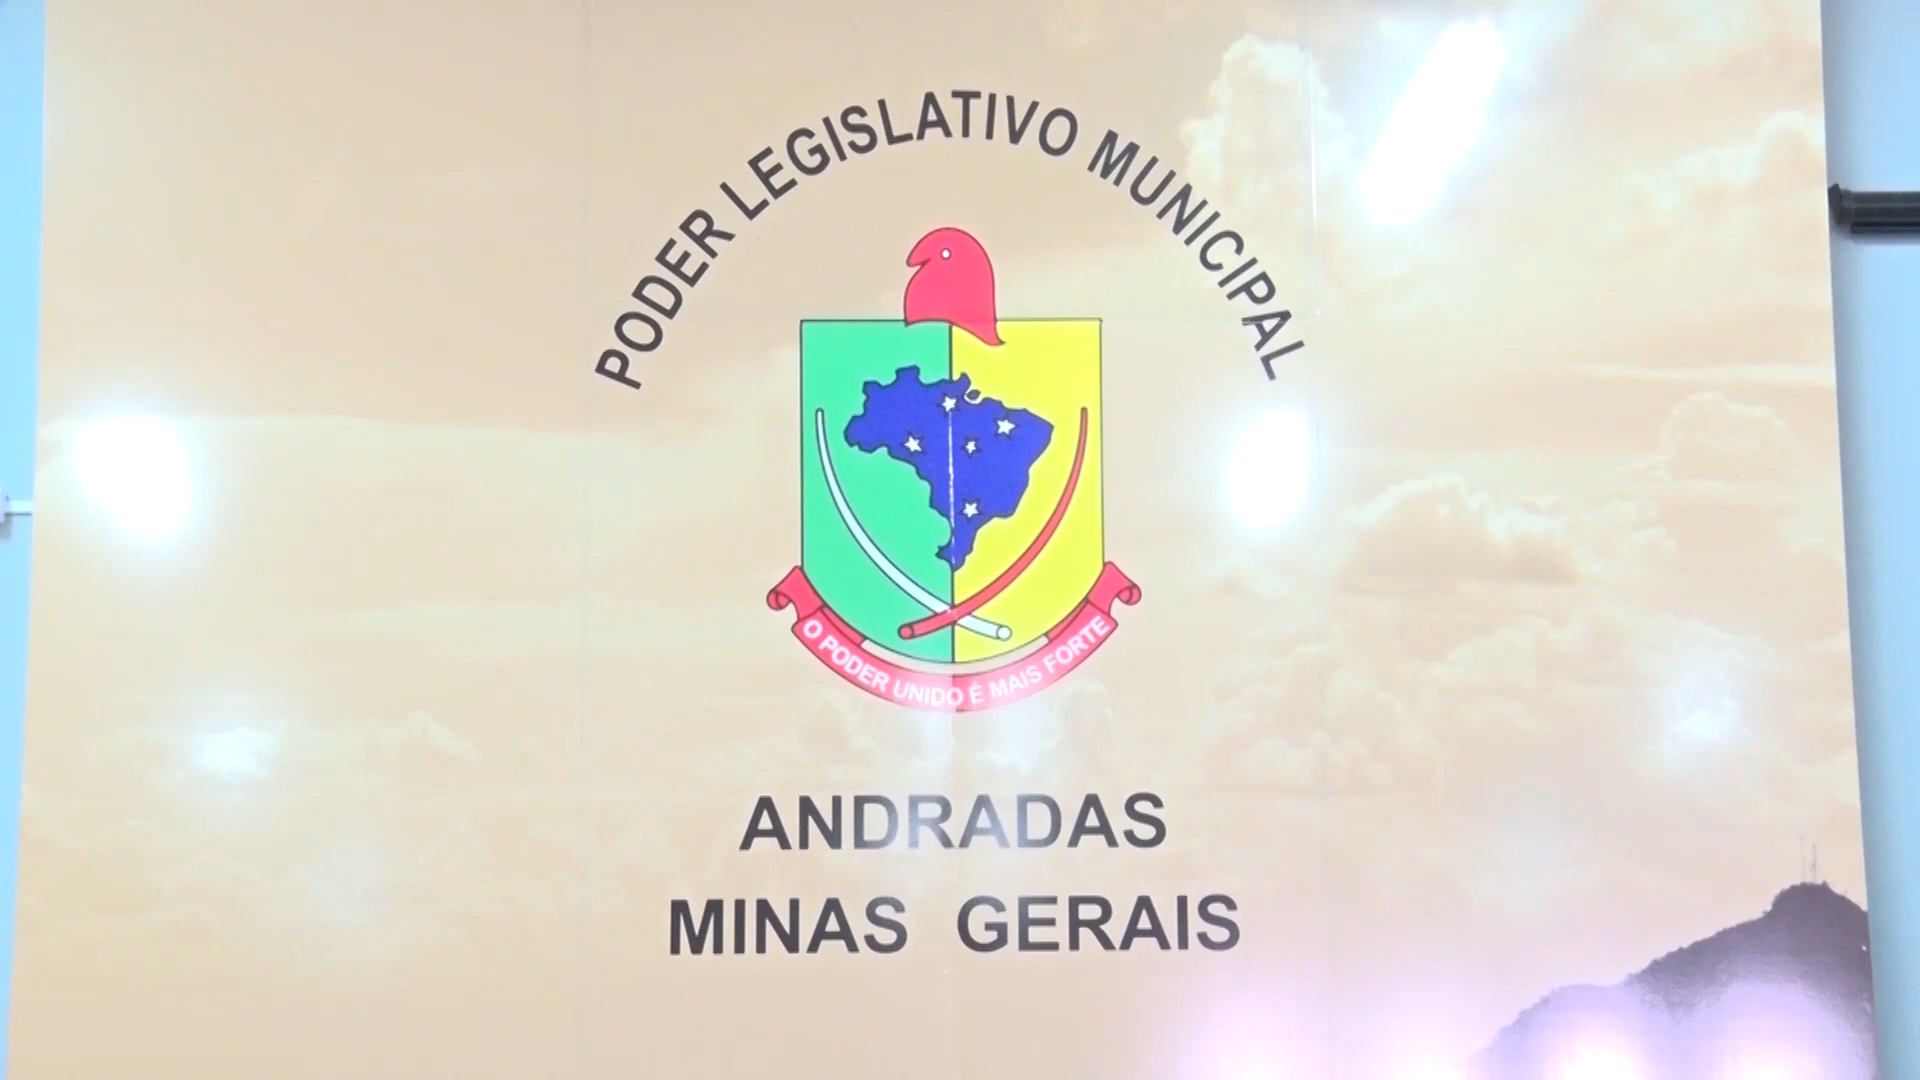 PODER LEGISLATIVO MUNICIPAL
O PODER UNIDO É MAIS FORTE
ANDRADAS
MINAS GERAIS